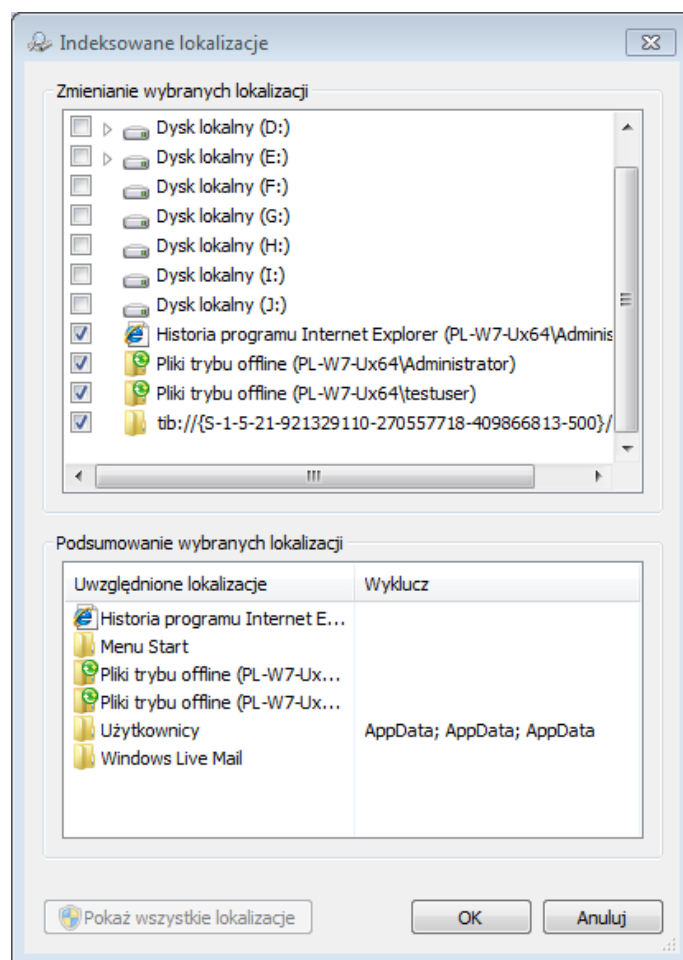 Indeksowane lokalizacje
Zmienianie wybranych lokalizacji
Dysk lokalny (D:)
Dysk lokalny (E:)
Dysk lokalny (F:)
Dysk lokalny (G:)
Dysk lokalny (H:)
Dysk lokalny (I:)
Dysk lokalny (J:)
Historia programu Internet Explorer (PL-W7-Ux64\Adminis
Pliki trybu offline (PL-W7-Ux64\Administrator)
Pliki trybu offline (PL-W7-Ux64\testuser)
tib://{S-1-5-21-921329110-270557718-409866813-500}/
Podsumowanie wybranych lokalizacji
Uwzględnione lokalizacje Wyklucz
Historia programu Internet E...
Menu Start
Pliki trybu offline (PL-W7-Ux...
Pliki trybu offline (PL-W7-Ux...
Użytkownicy AppData; AppData; AppData
Windows Live Mail
Pokaż wszystkie lokalizacje OK Anuluj